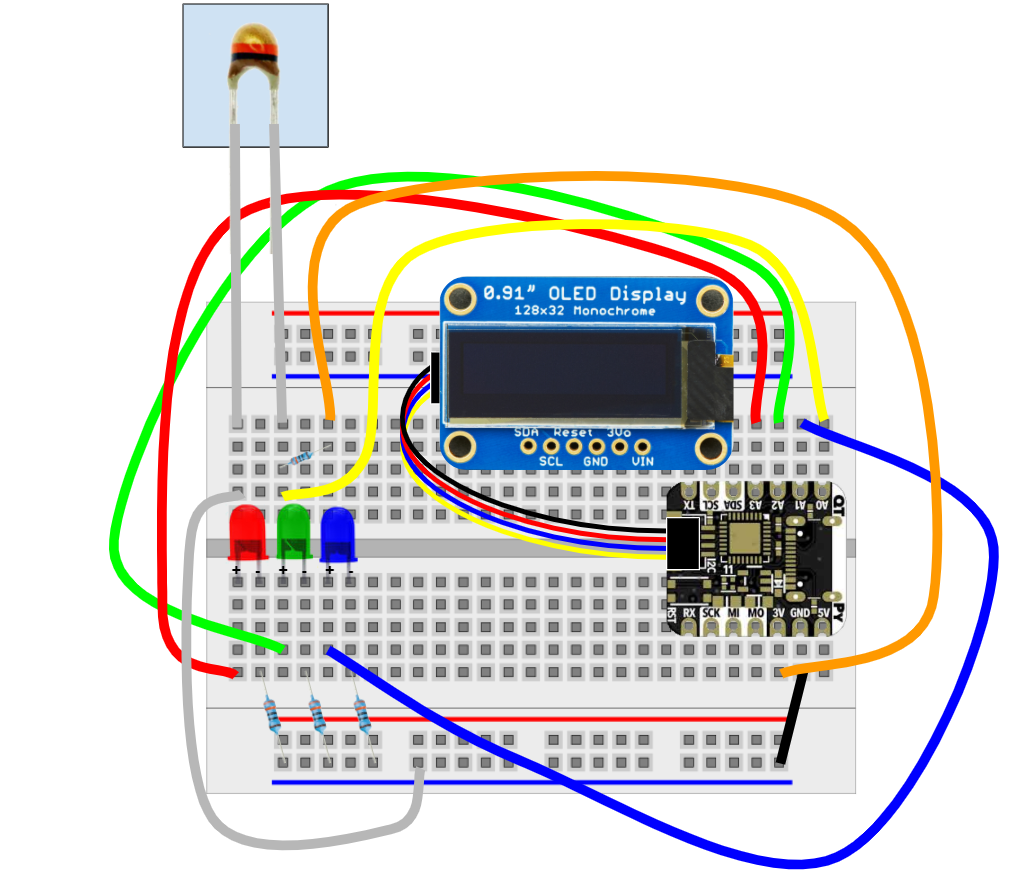 0.91” OLED Display
128x32 Monochrome
SDA Reset 3Vo
SCL GND VIN
TX SCL SDA A3 A2 A1 A0
QT
I2C
11
PY
RST RX SCK MI MO 3V GND 5V
+ - + - + -